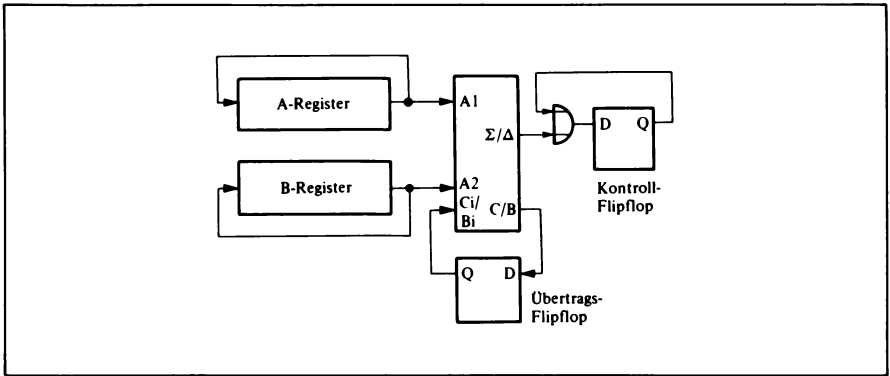 A-Register
A1
Σ/Δ
D Q
B-Register
A2
Ci/
Bi
C/B
Kontroll-
Flipflop
Q D
Übertrags-
Flipflop